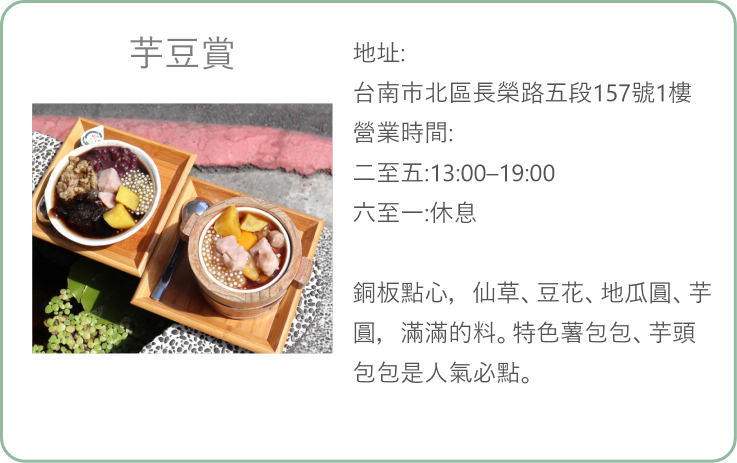 芋豆賞
地址:
台南市北區長榮路五段157號1樓
營業時間:
二至五:13:00–19:00
六至一:休息
銅板點心，仙草、豆花、地瓜圓、芋
圓，滿滿的料。特色薯包包、芋頭
包包是人氣必點。